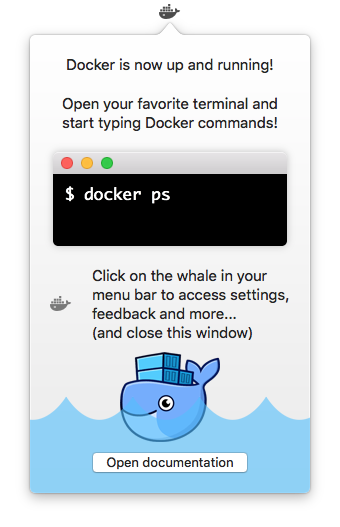 Docker is now up and running!
Open your favorite terminal and
start typing Docker commands!
$ docker ps
Click on the whale in your
menu bar to access settings,
feedback and more...
(and close this window)
Open documentation